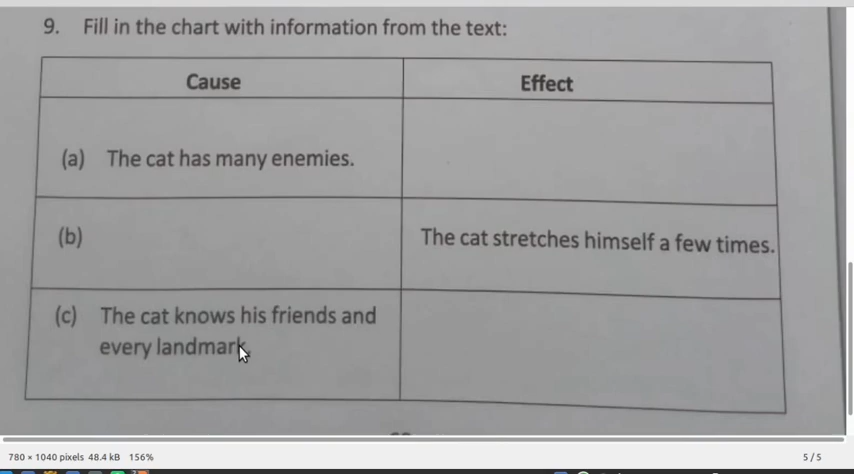 9. Fill in the chart with information from the text:
Cause Effect
(a) The cat has many enemies.
(b) The cat stretches himself a few times.
(c) The cat knows his friends and
every landmark
780 × 1040 pixels 48.4 kB 156% 5 / 5